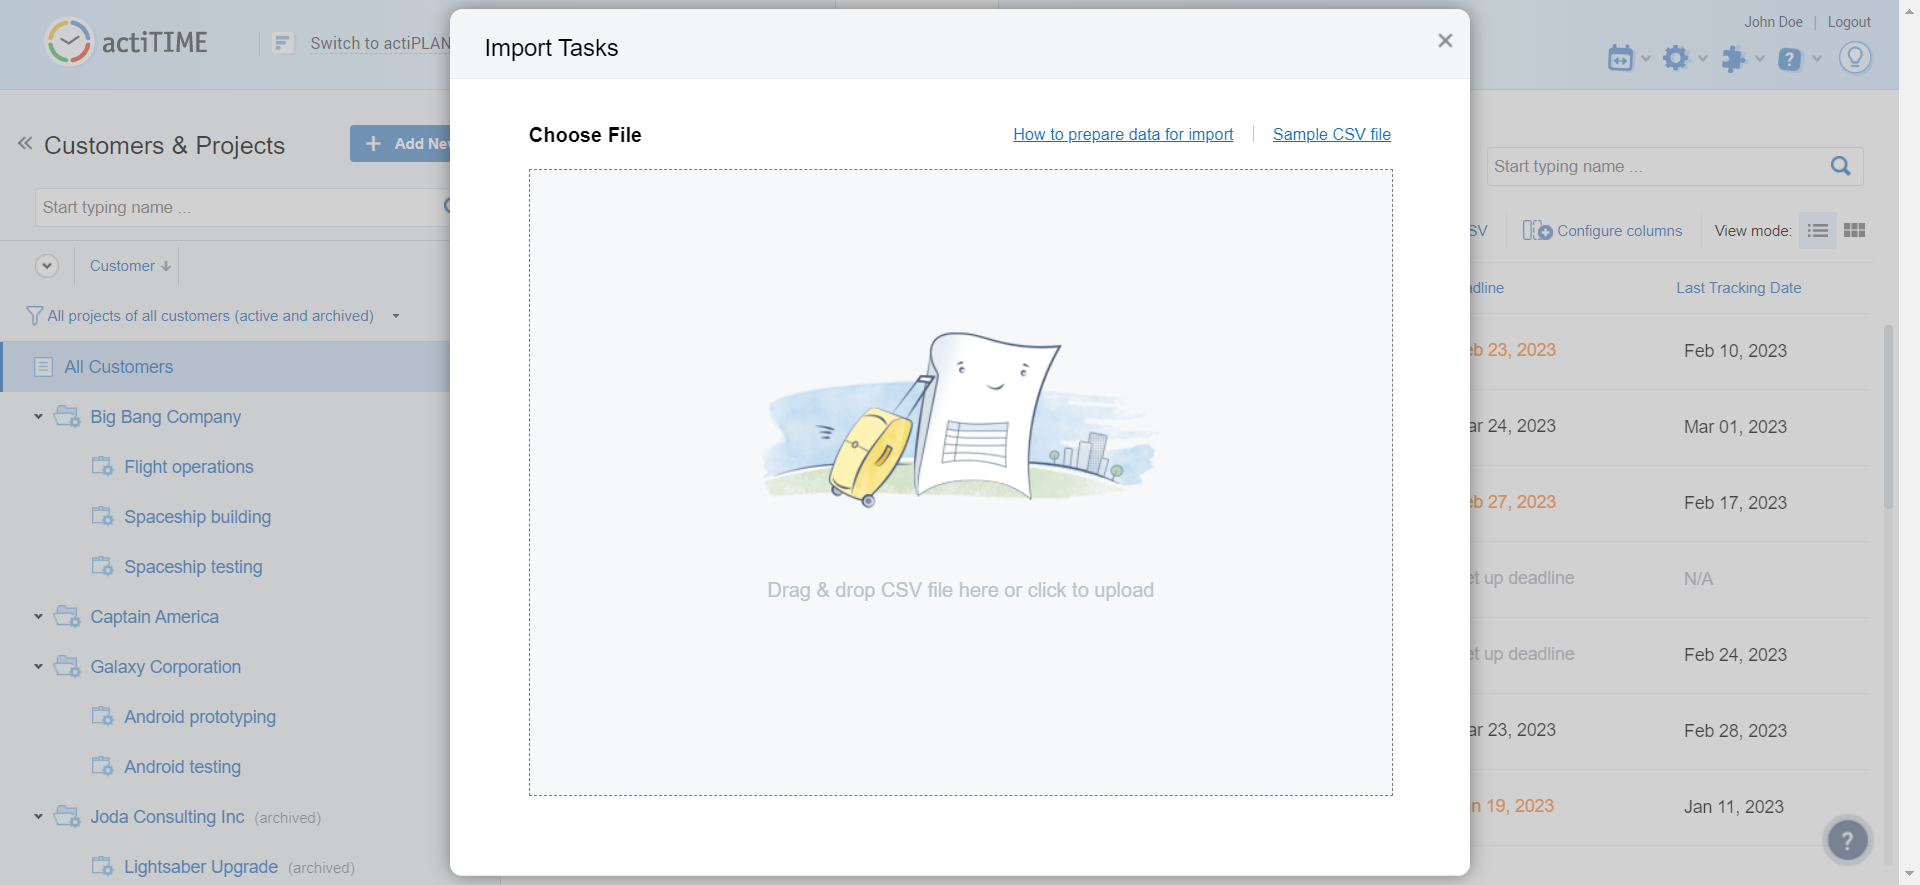 actiTIME
Switch to actiPLAN
John Doe
Logout
Import Tasks
Customers & Projects
Add New
Choose File
How to prepare data for import
Sample CSV file
Start typing name ...
Start typing name ...
SV
Configure columns
View mode:
Customer
adline
Last Tracking Date
All projects of all customers (active and archived)
All Customers
eb 23, 2023
Feb 10, 2023
Big Bang Company
ar 24, 2023
Mar 01, 2023
Flight operations
eb 27, 2023
Feb 17, 2023
Spaceship building
Spaceship testing
et up deadline
N/A
Drag & drop CSV file here or click to upload
Captain America
Galaxy Corporation
et up deadline
Feb 24, 2023
Android prototyping
ar 23, 2023
Feb 28, 2023
Android testing
n 19, 2023
Jan 11, 2023
Joda Consulting Inc (archived)
Lightsaber Upgrade (archived)